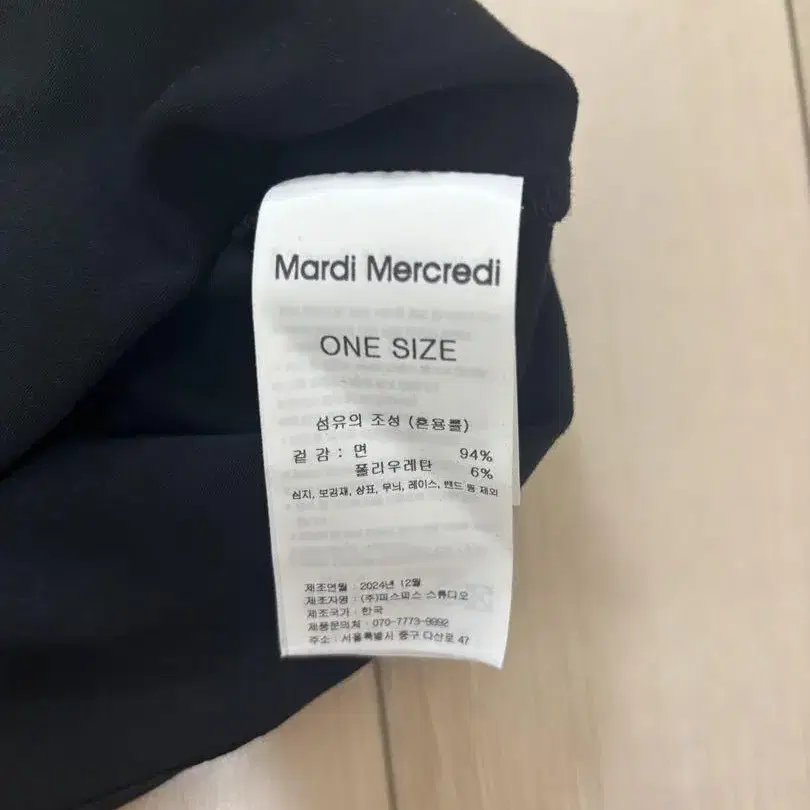 Mardi Mercredi
ONE SIZE
섬유의 조성 (혼용률)
겉 감 : 면 94%
폴리우레탄 6%
심지, 보강재, 상표, 무늬, 레이스, 밴드 등 제외
제조연월 : 2024년 12월
제조자명 : (주)피스피스 스튜디오
제조국가 : 한국
제품문의처 : 070-7773-9892
주소 : 서울특별시 중구 다산로 47